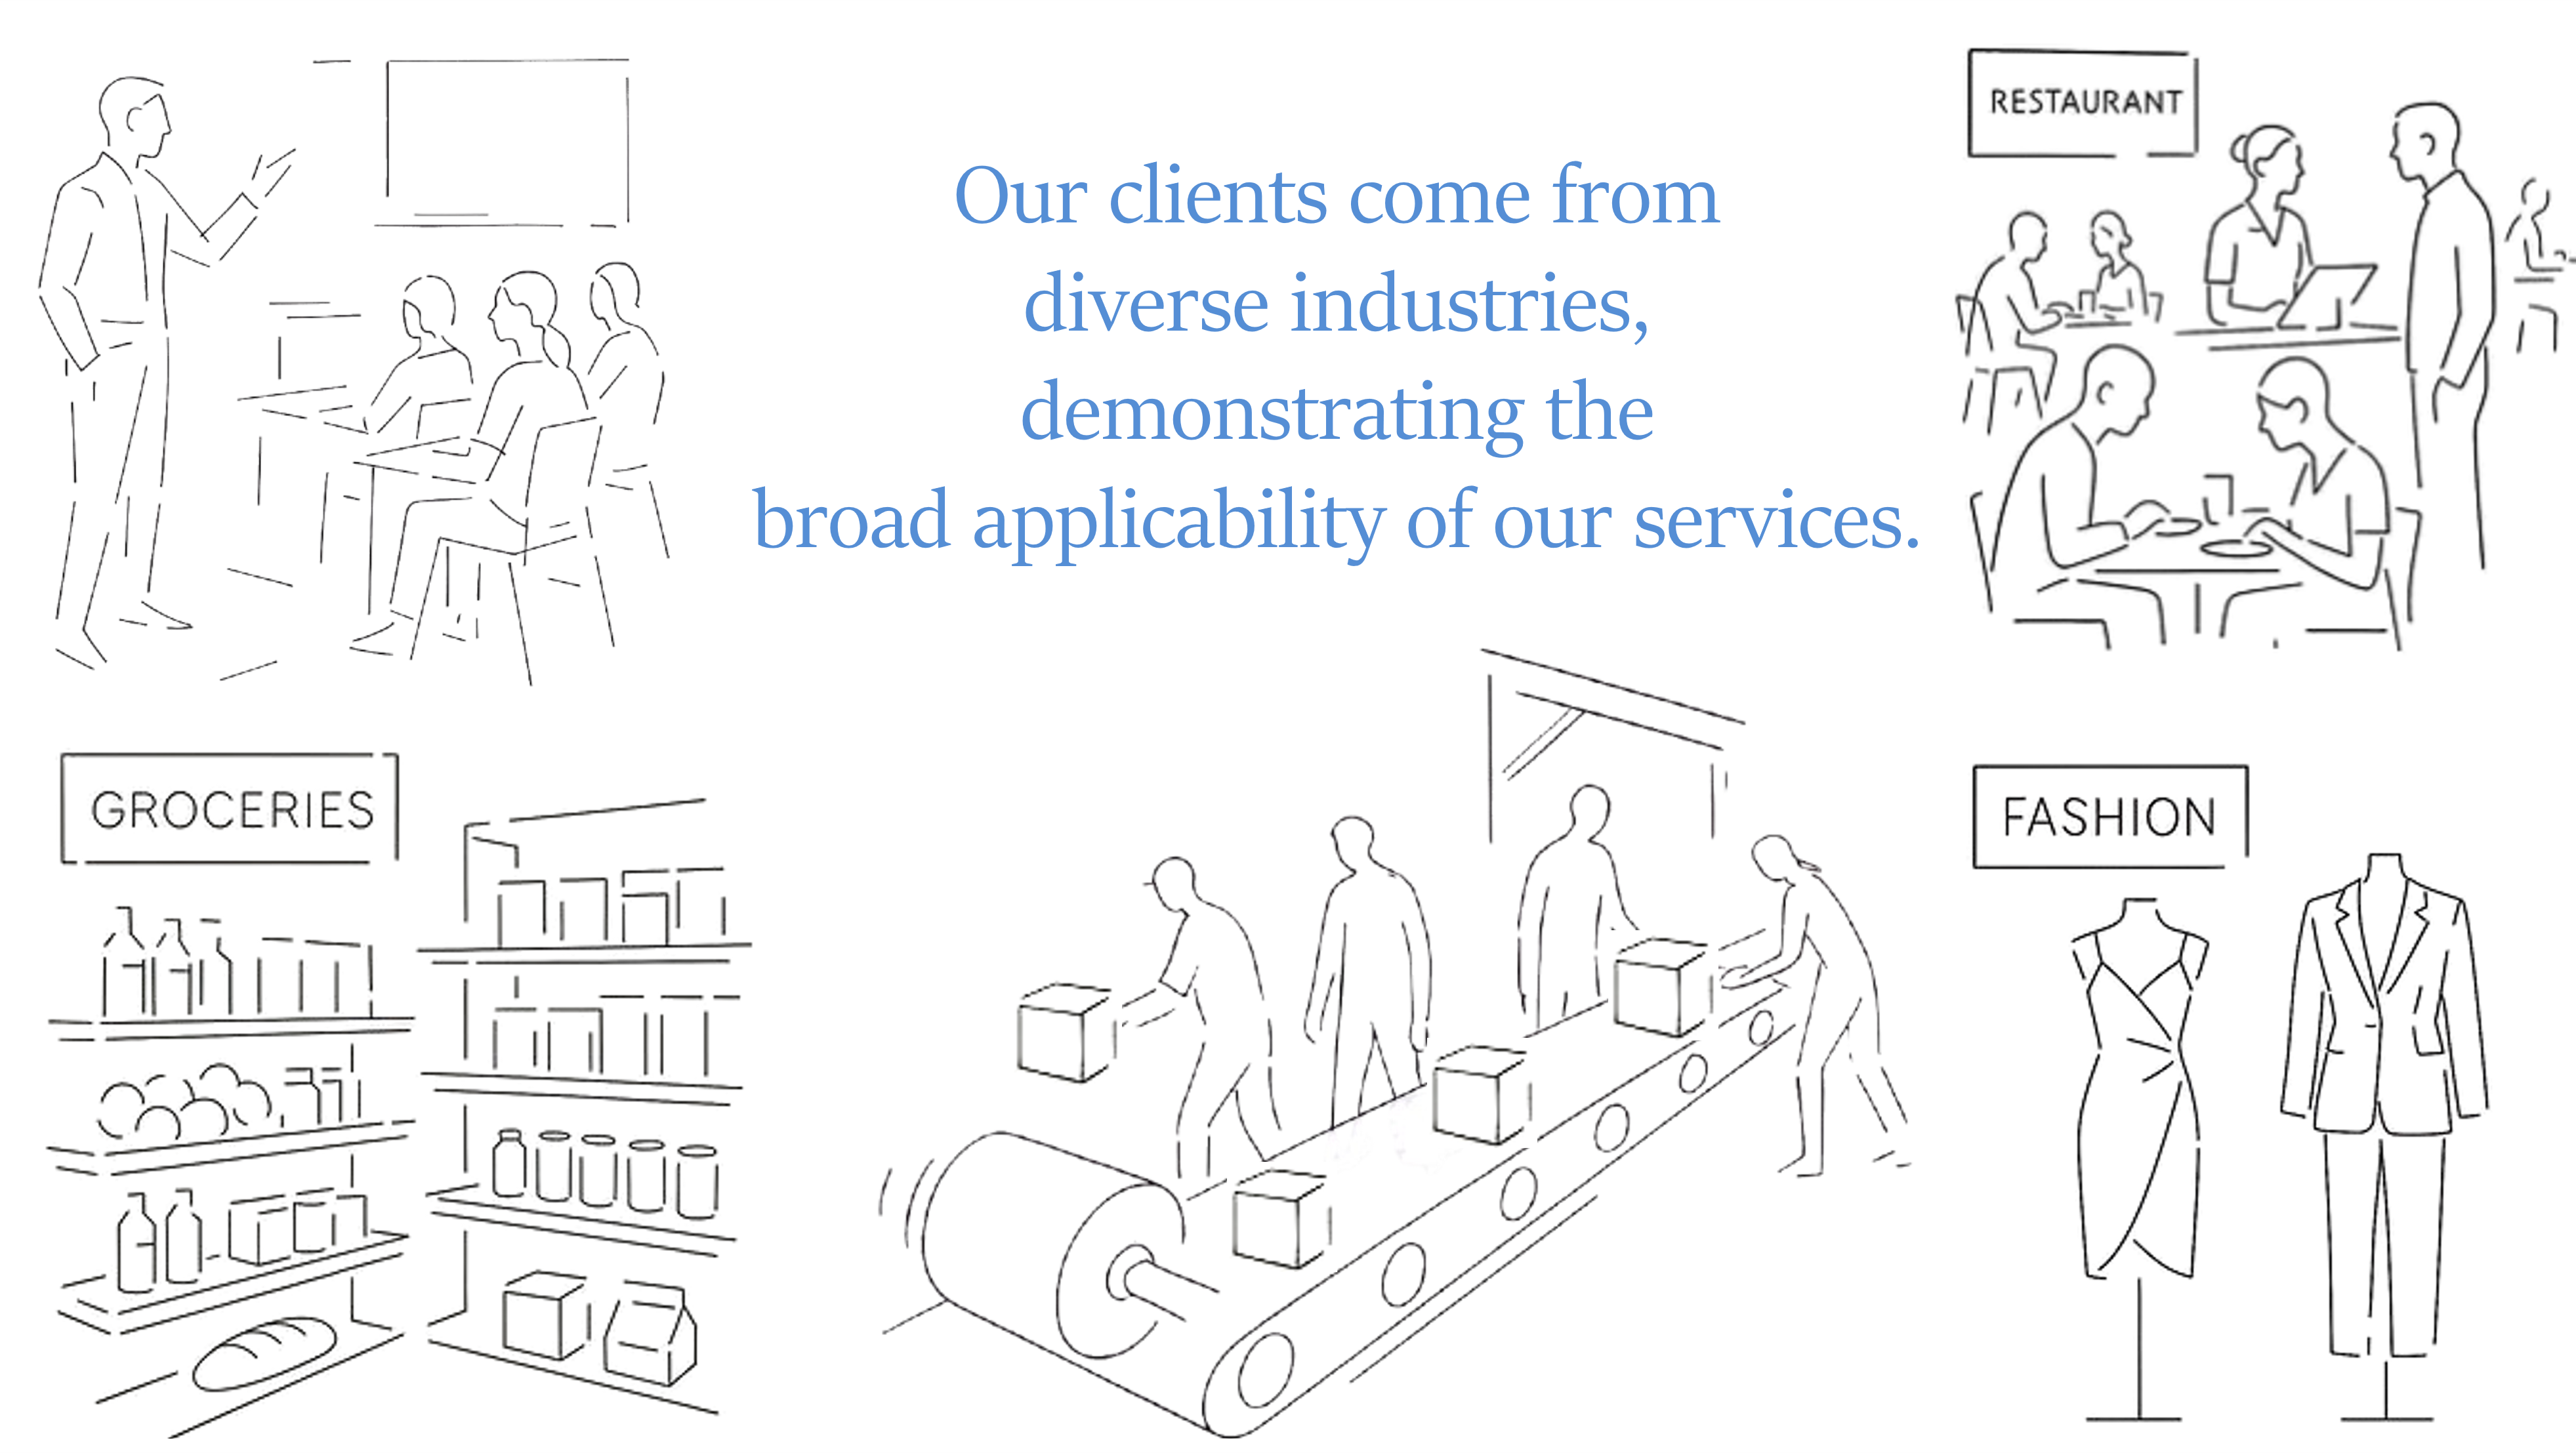 Our clients come from
diverse industries,
demonstrating the
broad applicability of our services.
RESTAURANT
GROCERIES
FASHION